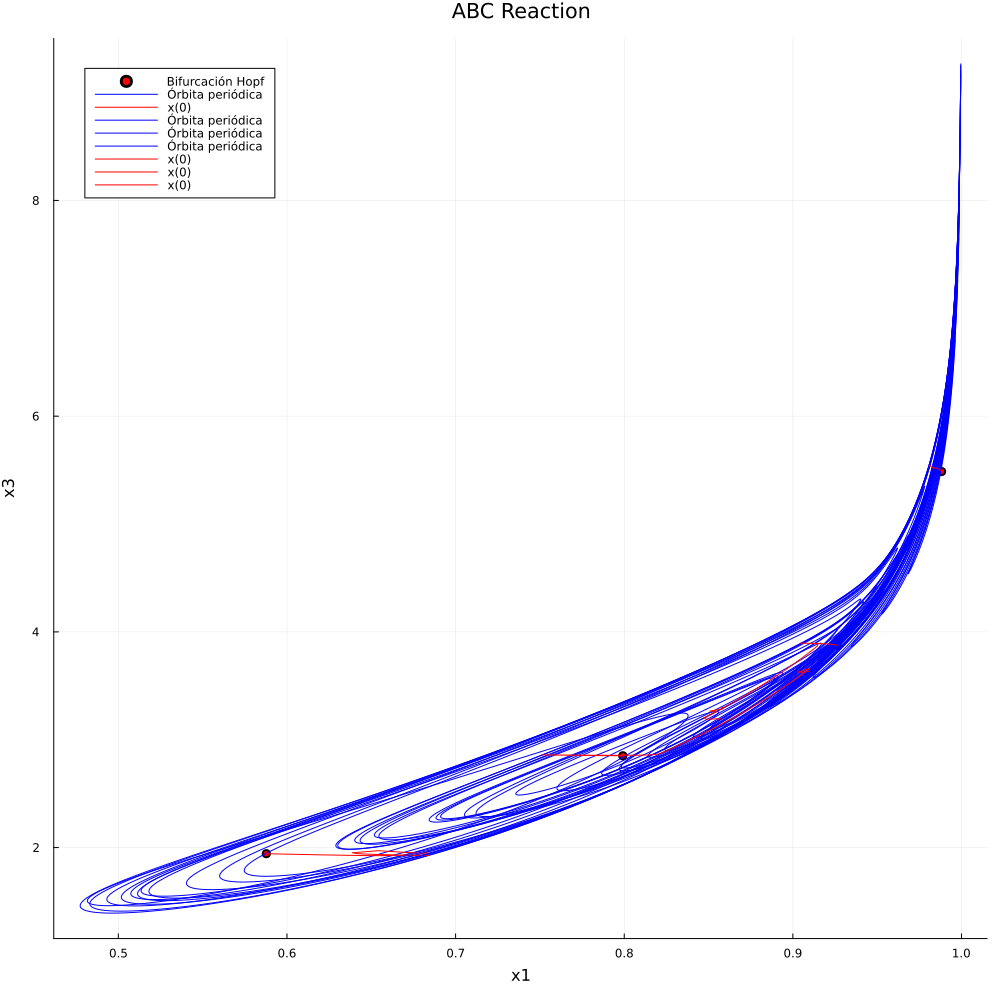 ABC Reaction
Bifurcación Hopf
Órbita periódica
x(0)
Órbita periódica
Órbita periódica
Órbita periódica
x(0)
x(0)
x(0)
8
6
4
2
x3
0.5 0.6 0.7 0.8 0.9 1.0
x1